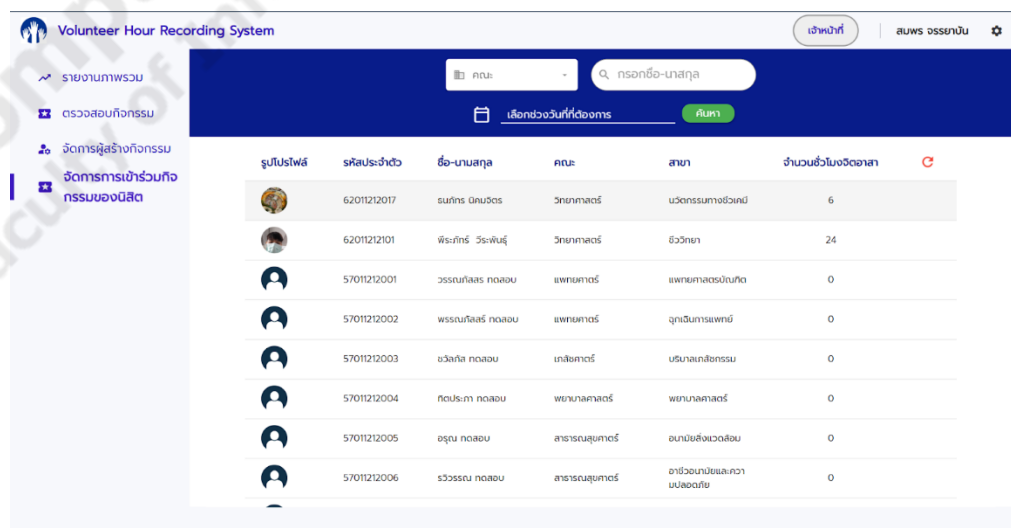 Volunteer Hour Recording System
เจ้าหน้าที่
สมพร จรรยานัน
รายงานภาพรวม
ตรวจสอบกิจกรรม
จัดการผู้สร้างกิจกรรม
จัดการการเข้าร่วมกิจ
กรรมของนิสิต
คณะ
กรอกชื่อ-นาสกุล
เลือกช่วงวันที่ที่ต้องการ
ค้นหา
รูปโปรไฟล์ รหัสประจำตัว ชื่อ-นามสกุล คณะ สาขา จำนวนชั่วโมงจิตอาสา
62011212017 ธนภัทร นิคมจิตร วิทยาศาสตร์ นวัตกรรมทางชีวเคมี 6
62011212101 พีระภัทร์ วีระพันธุ์ วิทยาศาสตร์ ชีววิทยา 24
57011212001 วรรณภัสสร ทดสอบ แพทยศาตร์ แพทยศาสตรบัณฑิต 0
57011212002 พรรณภัสสร์ ทดสอบ แพทยศาตร์ ฉุกเฉินการแพทย์ 0
57011212003 ชวัลภัส ทดสอบ เภสัชศาตร์ บริบาลเภสัชกรรม 0
57011212004 ทิตประภา ทดสอบ พยาบาลศาสตร์ พยาบาลศาสตร์ 0
57011212005 อรุณ ทดสอบ สาธารณสุขศาตร์ อนามัยสิ่งแวดล้อม 0
57011212006 รวิวรรณ ทดสอบ สาธารณสุขศาตร์ อาชีวอนามัยและควา
มปลอดภัย 0